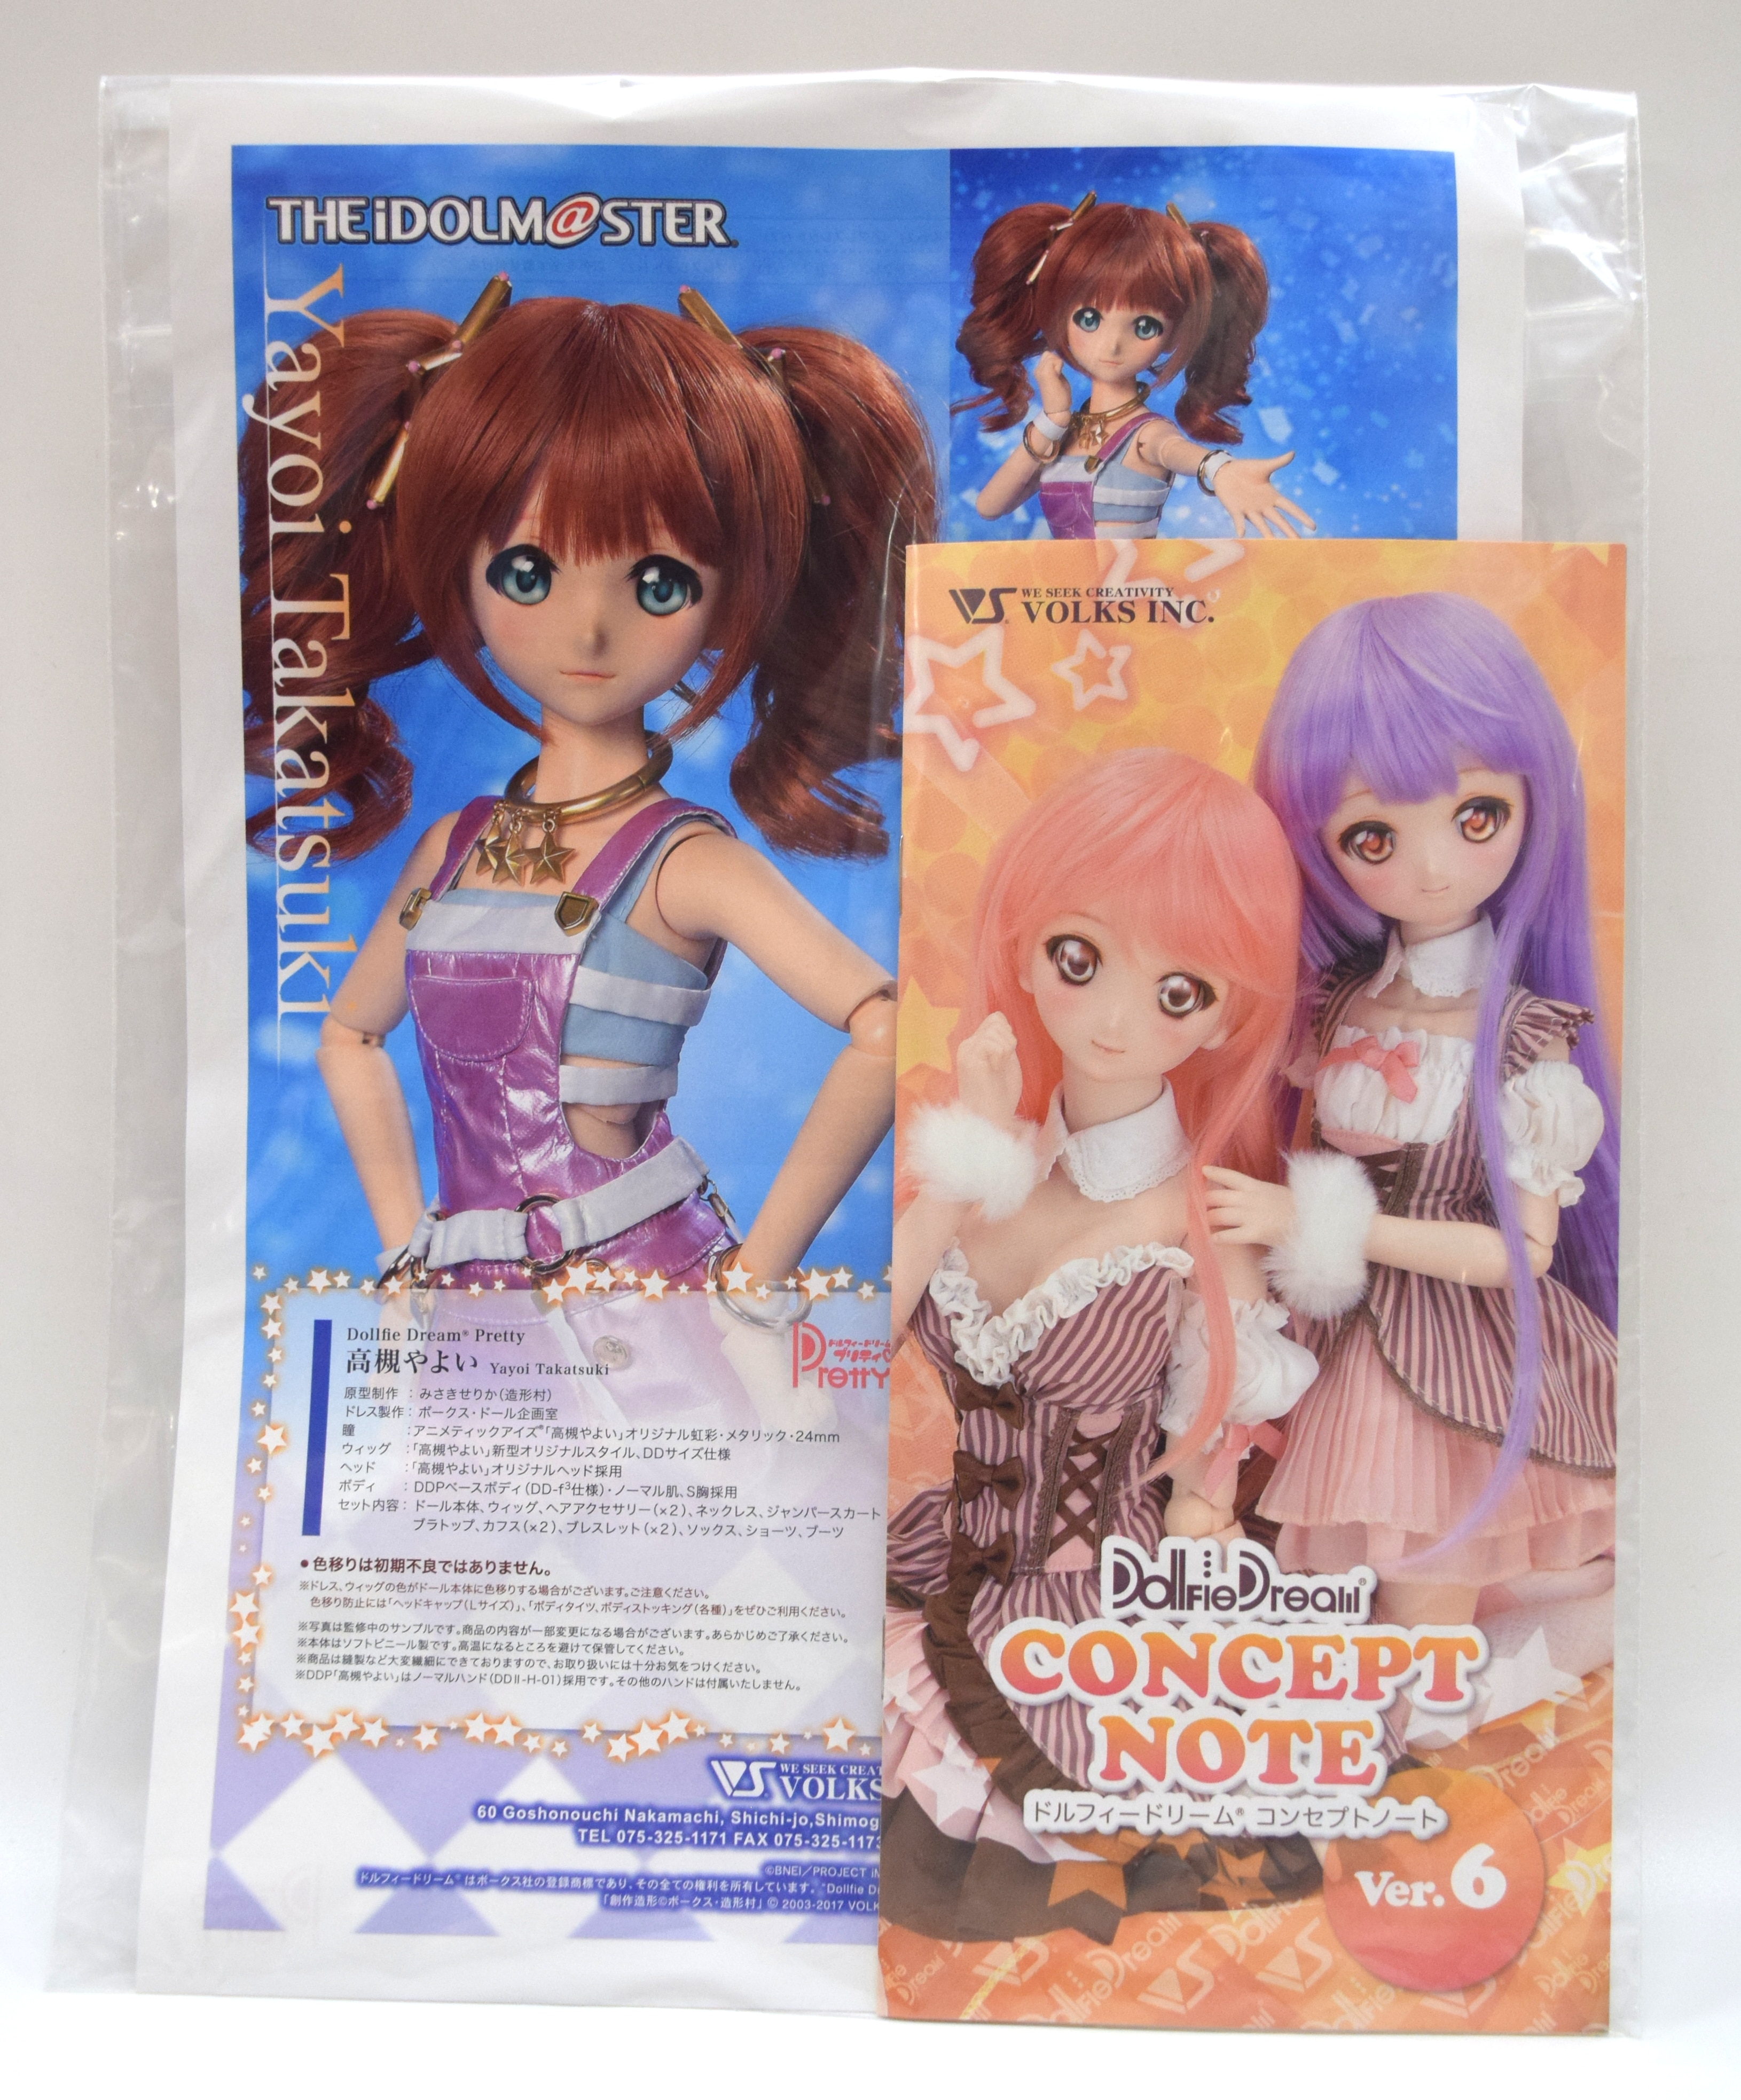 THE iDOLM@STER
Yayoi Takatsuki
Dollfie Dream® Pretty
高槻やよい Yayoi Takatsuki
ドルフィードリーム
プリティ
Pretty
原型制作 ：みさきせりか（造形村）
ドレス製作：ボークス・ドール企画室
瞳 ：アニメティックアイズ®「高槻やよい」オリジナル虹彩・メタリック・24mm
ウィッグ ：「高槻やよい」新型オリジナルスタイル、DDサイズ仕様
ヘッド ：「高槻やよい」オリジナルヘッド採用
ボディ ：DDPベースボディ（DD-f³仕様）・ノーマル肌、S胸採用
セット内容：ドール本体、ウィッグ、ヘアアクセサリー（×2）、ネックレス、ジャンパースカート
ブラトップ、カフス（×2）、ブレスレット（×2）、ソックス、ショーツ、ブーツ
●色移りは初期不良ではありません。
※ドレス、ウィッグの色がドール本体に色移りする場合がございます。ご注意ください。
色移り防止には「ヘッドキャップ（Lサイズ）」、「ボディタイツ、ボディストッキング（各種）」をぜひご利用ください。
※写真は監修中のサンプルです。商品の内容が一部変更になる場合がございます。あらかじめご了承ください。
※本体はソフトビニール製です。高温になるところを避けて保管してください。
※商品は縫製など大変繊細にできておりますので、お取り扱いには十分お気をつけください。
※DDP「高槻やよい」はノーマルハンド（DDⅡ-H-01）採用です。その他のハンドは付属いたしません。
VS WE SEEK CREAT
VOLKS
60 Goshonouchi Nakamachi, Shichi-jo,Shimog
TEL 075-325-1171 FAX 075-325-1173
©BNEI／PROJECT iM
ドルフィードリーム® はボークス社の登録商標であり、その全ての権利を所有しています。"Dollfie D
「創作造形©ボークス・造形村」© 2003-2017 VOLK
VS WE SEEK CREATIVITY
VOLKS INC.
Dollfie Dream®
CONCEPT
NOTE
ドルフィードリーム® コンセプトノート
Ver. 6